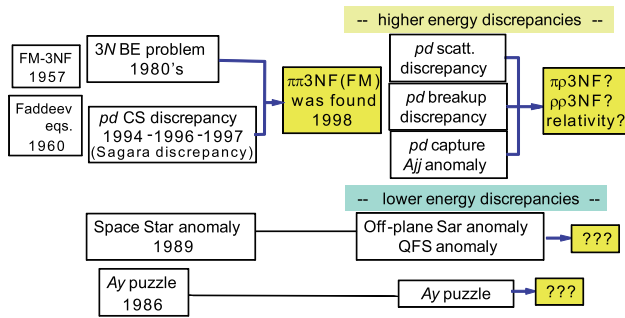 FM-3NF
1957
Faddeev
eqs.
1960
3N BE problem
1980's
pd CS discrepancy
1994 -1996 -1997
(Sagara discrepancy)
ππ3NF(FM)
was found
1998
-- higher energy discrepancies --
pd scatt.
discrepancy
pd breakup
discrepancy
pd capture
Ajj anomaly
πρ3NF?
ρρ3NF?
relativity?
-- lower energy discrepancies --
Space Star anomaly
1989
Off-plane Sar anomaly
QFS anomaly
???
Ay puzzle
1986
Ay puzzle
???